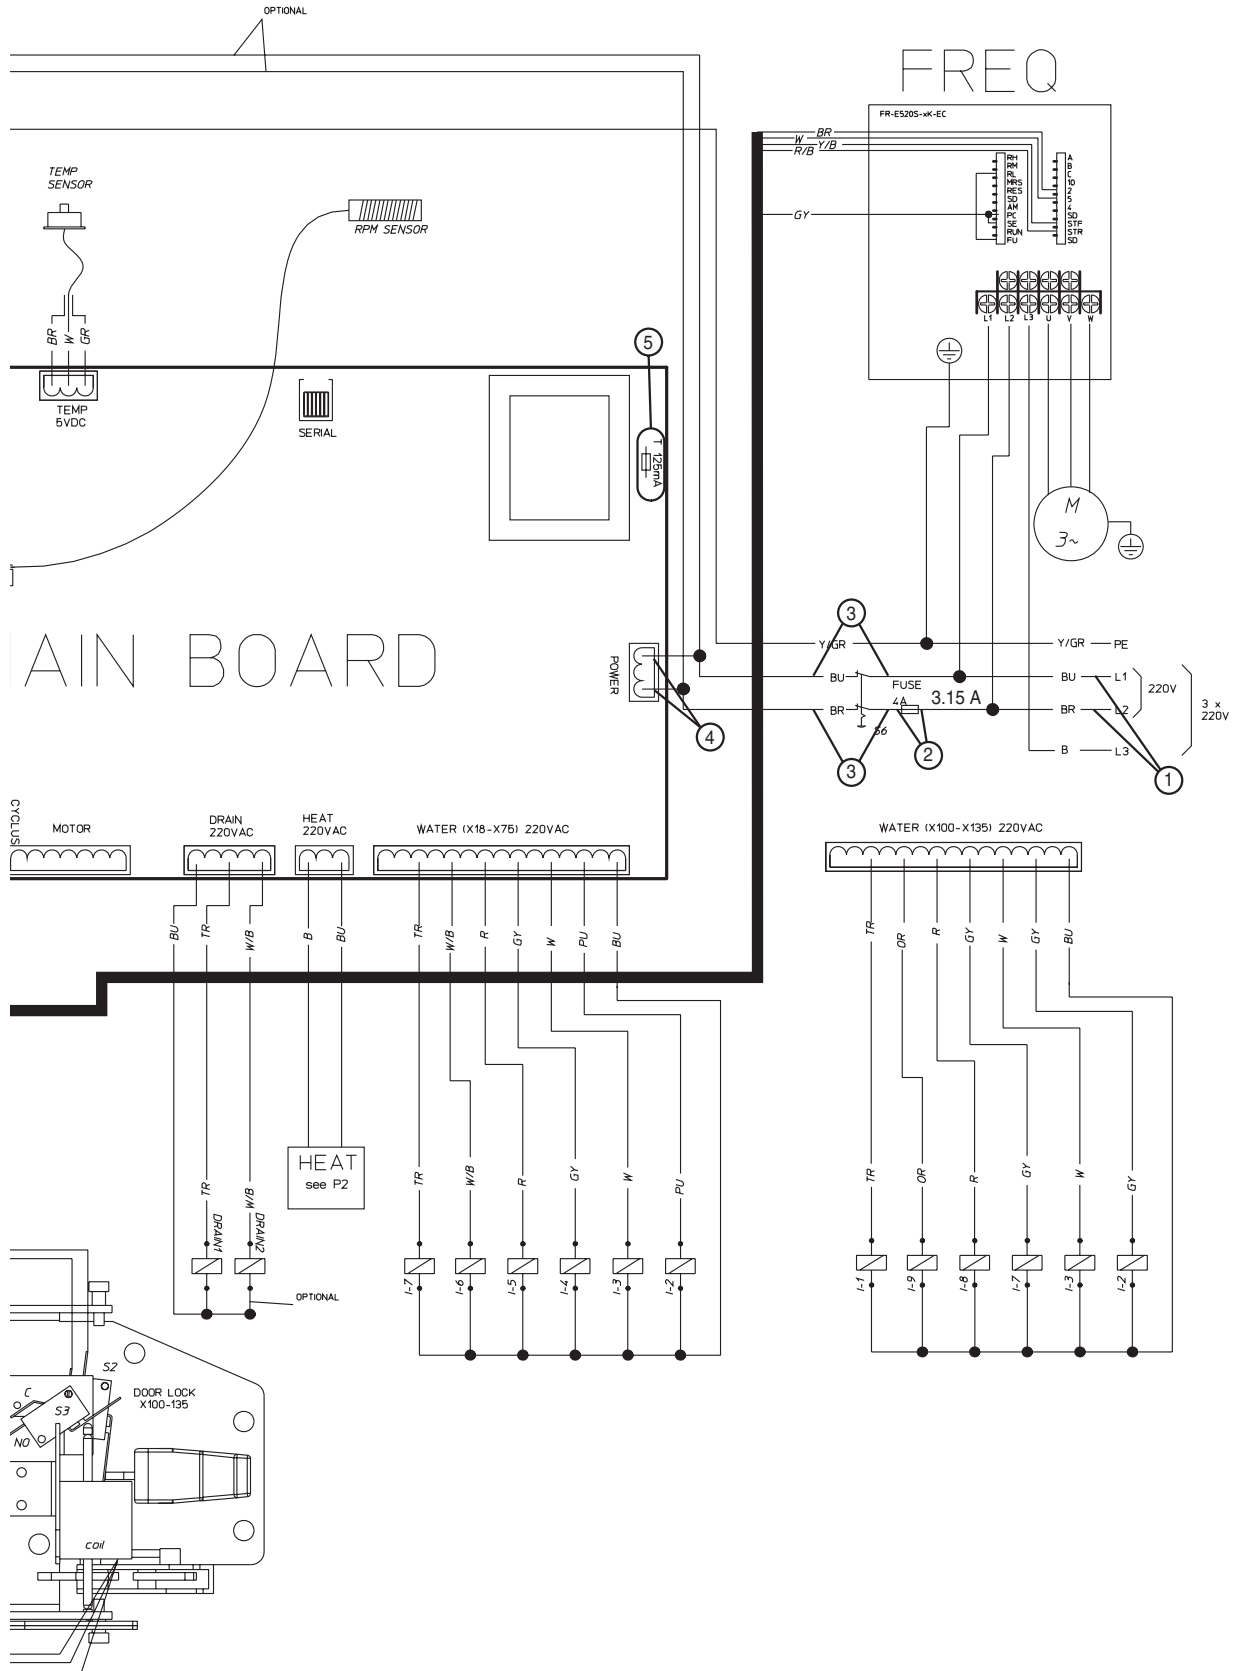 OPTIONAL
FREQ
FR-E520S-xK-EC
BR
W
Y/B
R/B
GY
RH
RM
RL
MRS
RES
SD
AM
PC
SE
RUN
FU
A
B
C
10
2
5
4
SD
STF
STR
SD
L1 L2 L3 U V W
TEMP
SENSOR
RPM SENSOR
BR
W
GR
TEMP
5VDC
SERIAL
5
T 125mA
M
3~
AIN BOARD
POWER
3
Y/GR
Y/GR
PE
BU
FUSE
BU
L1
220V
BR
4A
3.15 A
BR
L2
3 x
220V
S6
B
L3
4
3
2
1
CYCLUS
MOTOR
DRAIN
220VAC
HEAT
220VAC
WATER (X18-X75) 220VAC
WATER (X100-X135) 220VAC
BU
TR
W/B
B
BU
TR
W/B
R
GY
W
PU
BU
TR
OR
R
GY
W
GY
BU
HEAT
see P2
TR
B/W/B
TR
W/B
R
GY
W
PU
TR
OR
R
GY
W
GY
DRAIN1
DRAIN2
I-7
I-6
I-5
I-4
I-3
I-2
I-1
I-9
I-8
I-7
I-3
I-2
OPTIONAL
S2
C
S3
DOOR LOCK
X100-135
NO
coil